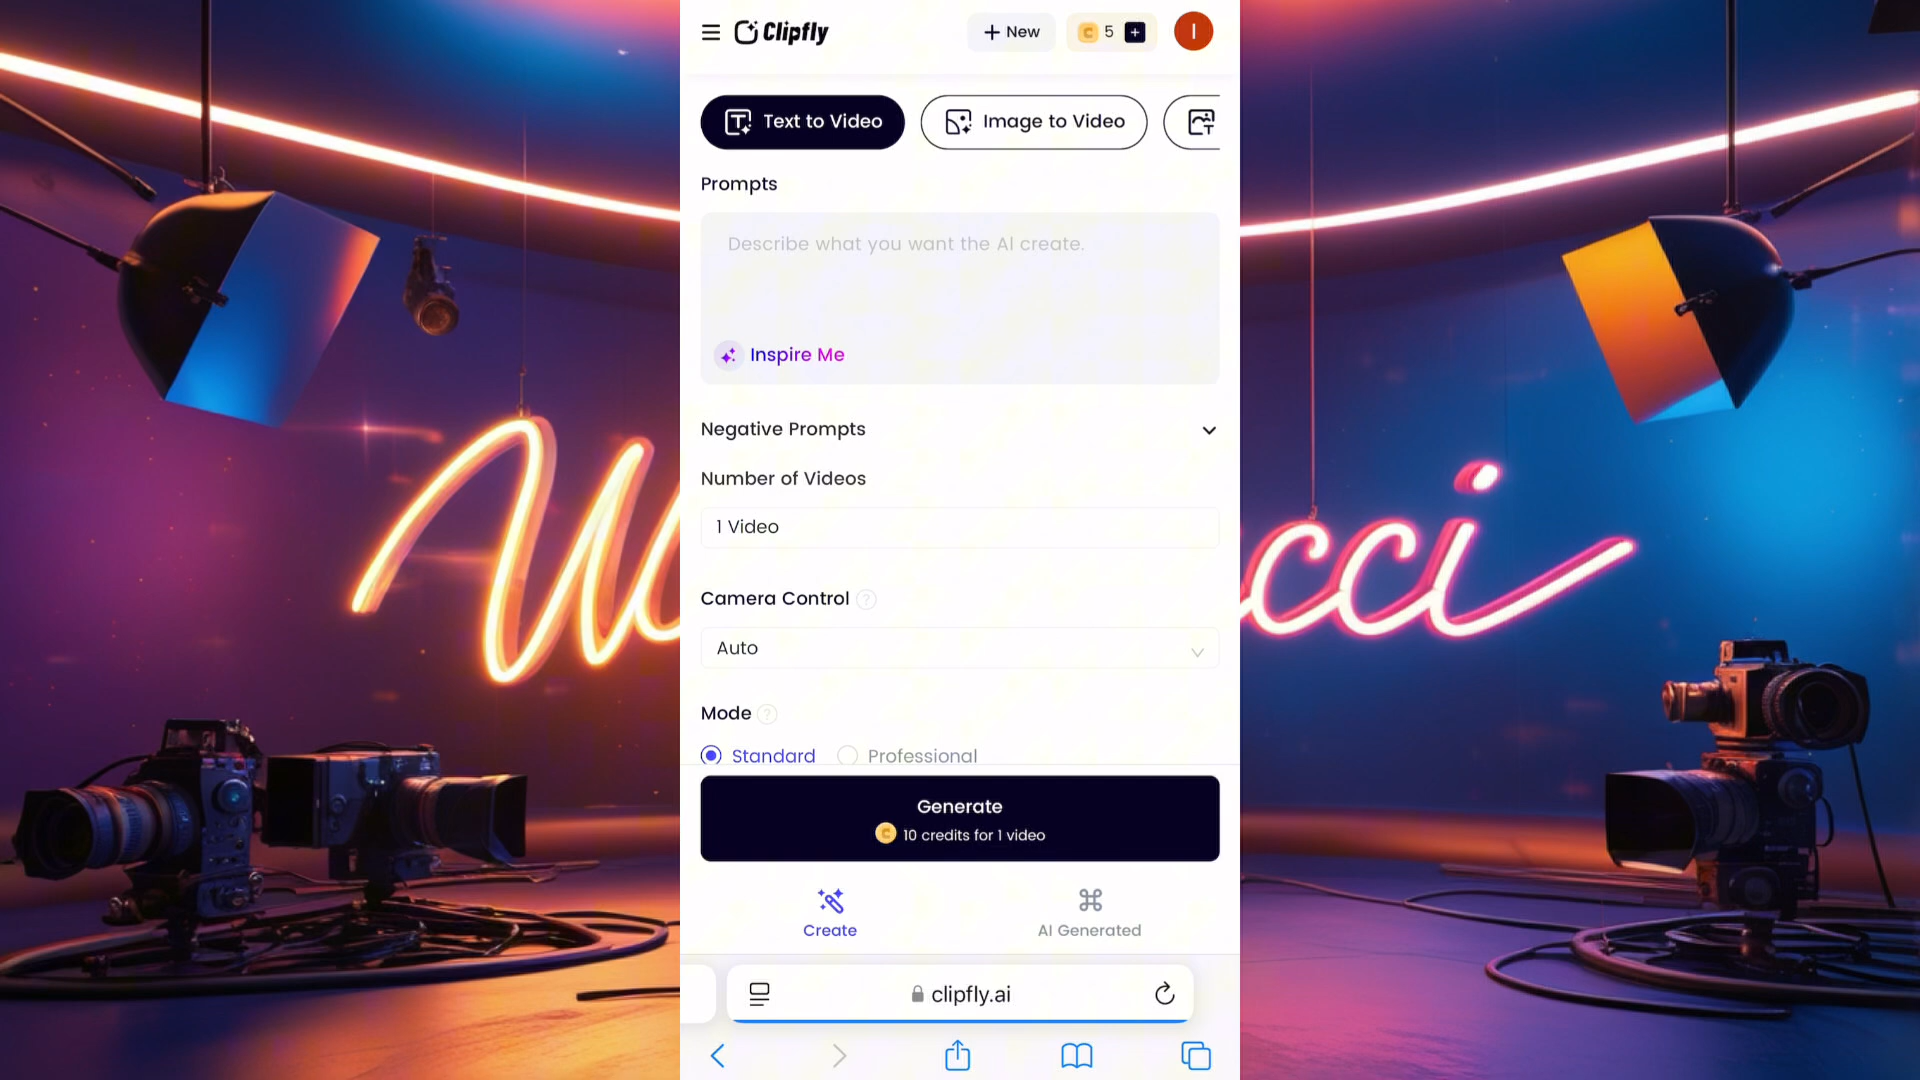 Clipfly
+ New
5
I
Text to Video
Image to Video
Prompts
Describe what you want the AI create.
Inspire Me
Negative Prompts
Number of Videos
1 Video
Camera Control ?
Auto
Mode ?
Standard
Professional
Generate
10 credits for 1 video
Create
AI Generated
clipfly.ai
cci